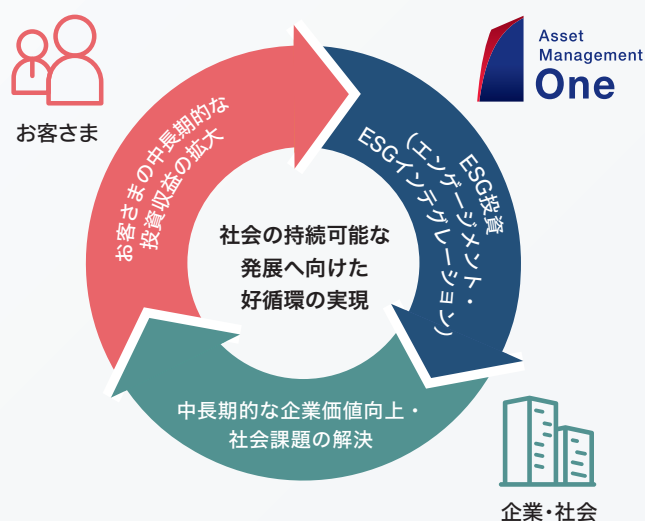 お客さま
Asset
Management
One
お客さまの中長期的な
投資収益の拡大
ESG投資
(エンゲージメント・
ESGインテグレーション)
社会の持続可能な
発展へ向けた
好循環の実現
中長期的な企業価値向上・
社会課題の解決
企業・社会